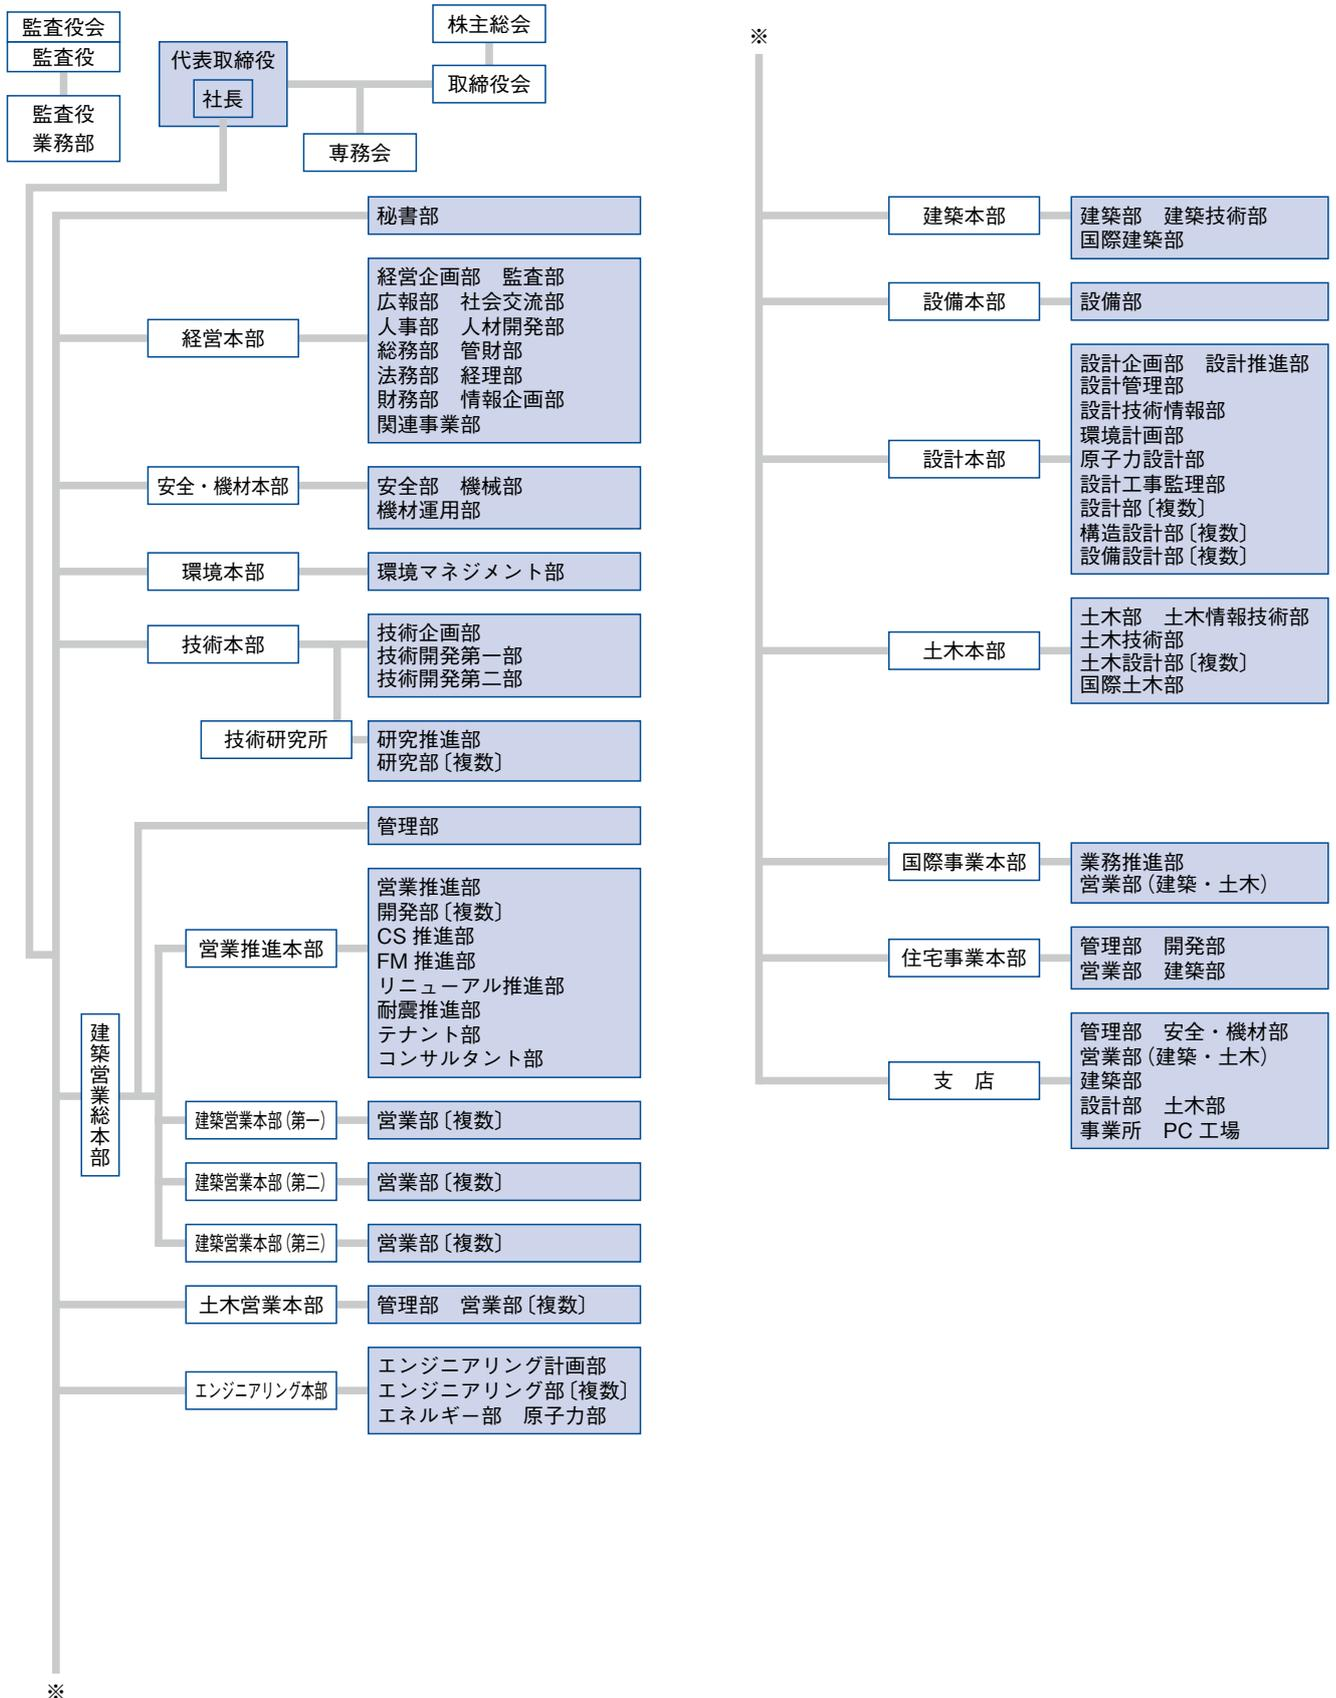 監査役会
監査役
監査役
業務部
代表取締役
社長
株主総会
取締役会
専務会
秘書部
経営本部
経営企画部　監査部
広報部　社会交流部
人事部　人材開発部
総務部　管財部
法務部　経理部
財務部　情報企画部
関連事業部
安全・機材本部
安全部　機械部
機材運用部
環境本部
環境マネジメント部
技術本部
技術企画部
技術開発第一部
技術開発第二部
技術研究所
研究推進部
研究部〔複数〕
建築営業総本部
管理部
営業推進本部
営業推進部
開発部〔複数〕
CS 推進部
FM 推進部
リニューアル推進部
耐震推進部
テナント部
コンサルタント部
建築営業本部（第一）
営業部〔複数〕
建築営業本部（第二）
営業部〔複数〕
建築営業本部（第三）
営業部〔複数〕
土木営業本部
管理部　営業部〔複数〕
エンジニアリング本部
エンジニアリング計画部
エンジニアリング部〔複数〕
エネルギー部　原子力部
※
※
建築本部
建築部　建築技術部
国際建築部
設備本部
設備部
設計本部
設計企画部　設計推進部
設計管理部
設計技術情報部
環境計画部
原子力設計部
設計工事監理部
設計部〔複数〕
構造設計部〔複数〕
設備設計部〔複数〕
土木本部
土木部　土木情報技術部
土木技術部
土木設計部〔複数〕
国際土木部
国際事業本部
業務推進部
営業部（建築・土木）
住宅事業本部
管理部　開発部
営業部　建築部
支　店
管理部　安全・機材部
営業部（建築・土木）
建築部
設計部　土木部
事業所　PC 工場